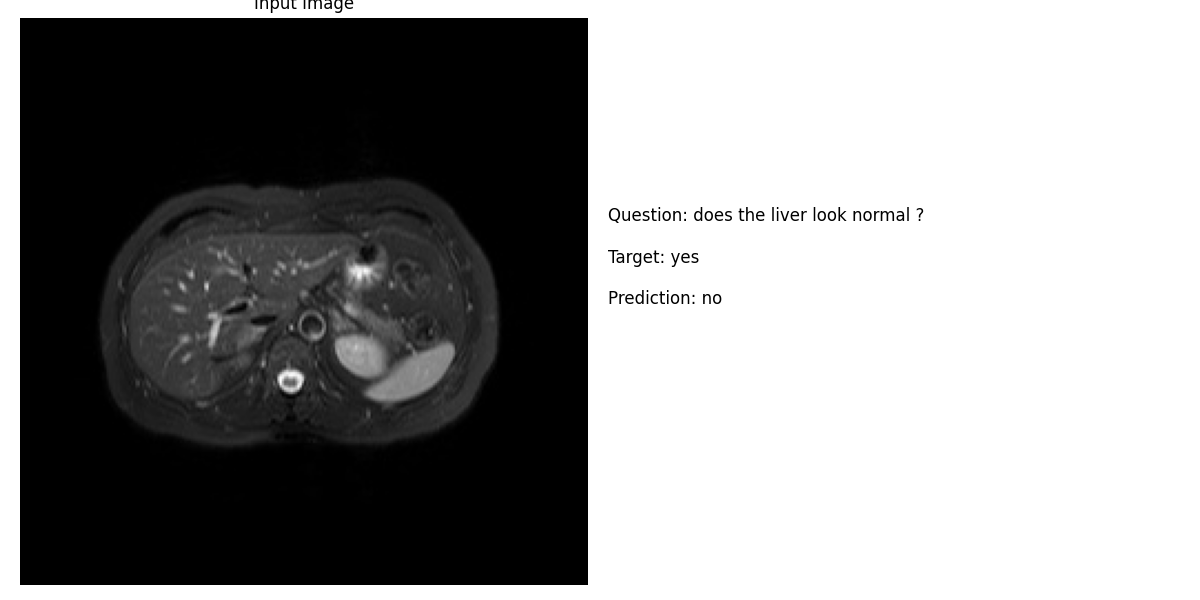 Input Image
Question: does the liver look normal ?
Target: yes
Prediction: no